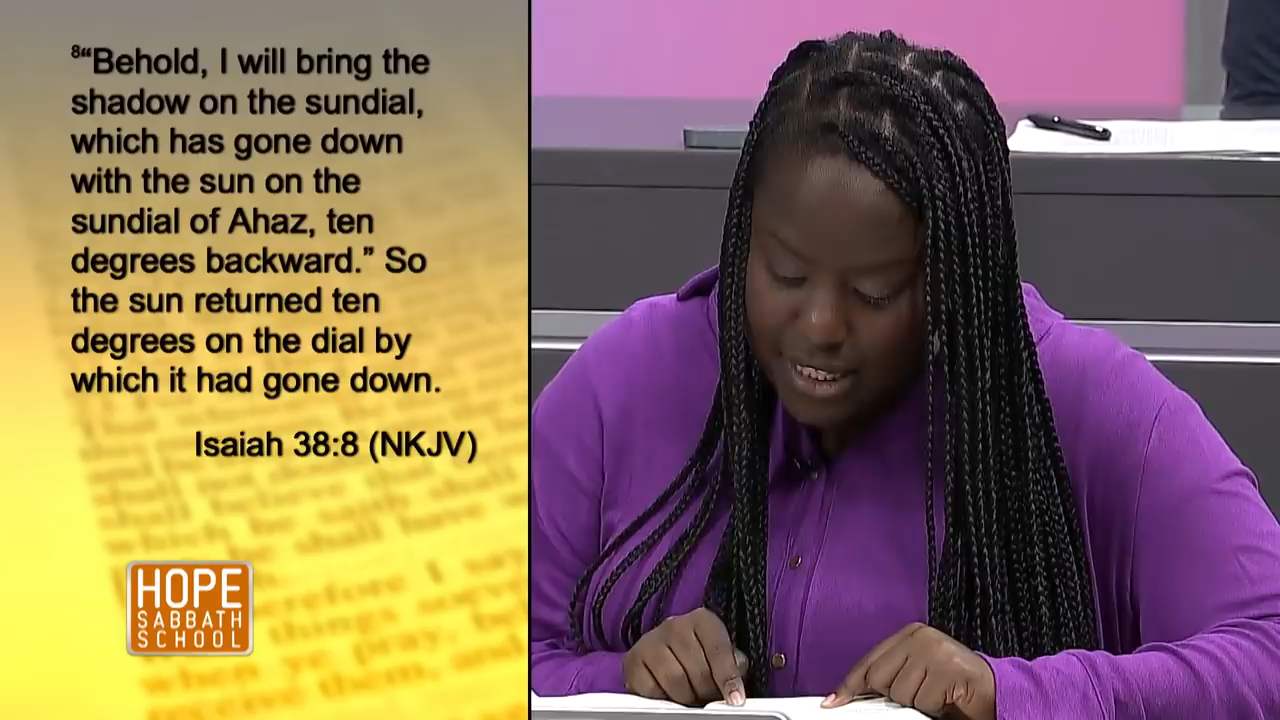 8“Behold, I will bring the
shadow on the sundial,
which has gone down
with the sun on the
sundial of Ahaz, ten
degrees backward.” So
the sun returned ten
degrees on the dial by
which it had gone down.
Isaiah 38:8 (NKJV)
HOPE
SABBATH
SCHOOL